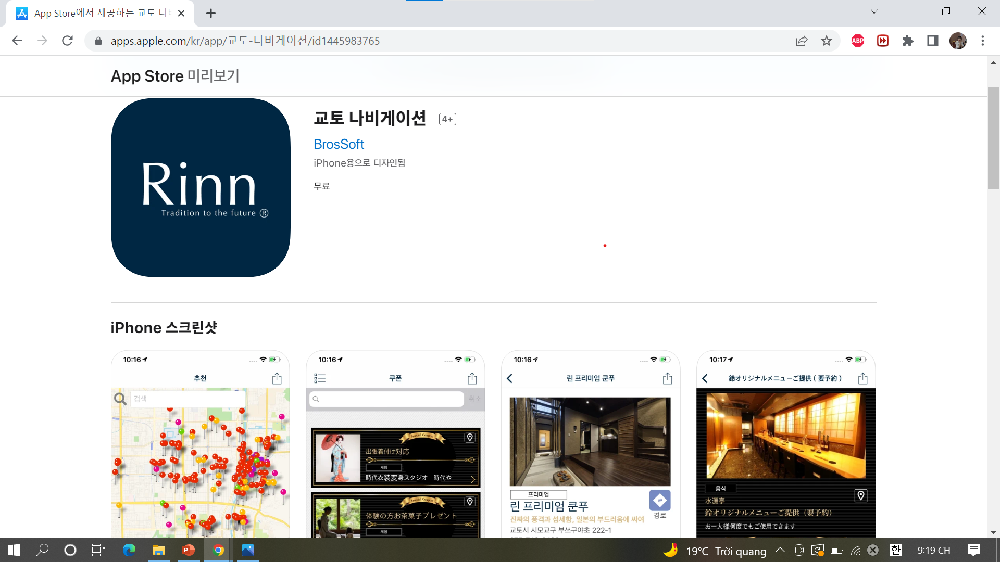 App Store에서 제공하는 교토 나비
apps.apple.com/kr/app/교토-나비게이션/id1445983765
ABP
App Store 미리보기
Rinn
Tradition to the future ®
교토 나비게이션 4+
BrosSoft
iPhone용으로 디자인됨
무료
iPhone 스크린샷
10:16
추천
검색
10:16
쿠폰
취소
Special Coupon
出張着付け対応
체험
時代衣装変身スタジオ 時代や
Special Coupon
体験の方お茶菓子プレゼント
체험
10:16
린 프리미엄 쿤푸
프리미엄
린 프리미엄 쿤푸
경로
진짜의 풍격과 섬세함, 일본의 부드러움에 싸여
교토시 시모교구 부쓰구야초 222-1
10:17
鈴オリジナルメニューご提供 ( 要予約 )
음식
水源亭
鈴オリジナルメニューご提供（要予約）
お一人様何度でもご使用できます
19°C Trời quang
한
9:19 CH